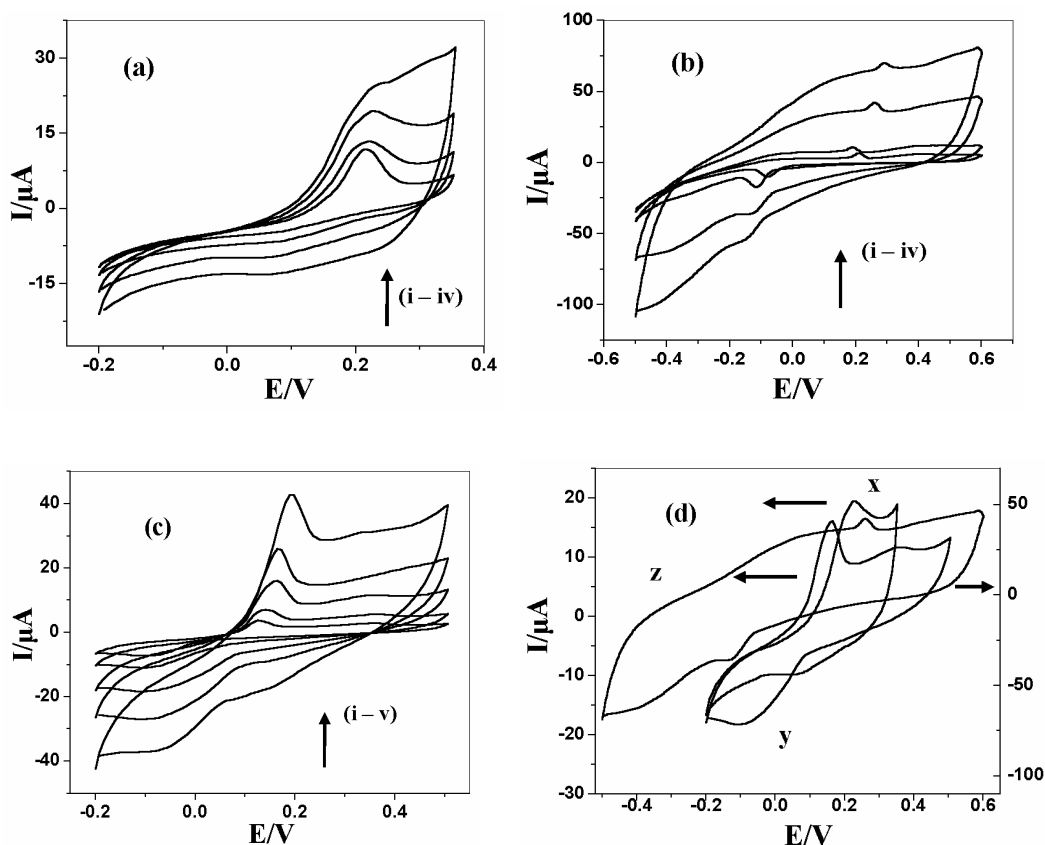 (a)
30
15
0
-15
I/µA
(i – iv)
-0.2 0.0 0.2 0.4
E/V
(b)
100
50
0
-50
-100
I/µA
(i – iv)
-0.6 -0.4 -0.2 0.0 0.2 0.4 0.6
E/V
(c)
40
20
0
-20
-40
I/µA
(i – v)
-0.2 0.0 0.2 0.4
E/V
(d)
x
z
y
20
10
0
-10
-20
-30
I/µA
50
0
-50
-100
-0.4 -0.2 0.0 0.2 0.4 0.6
E/V